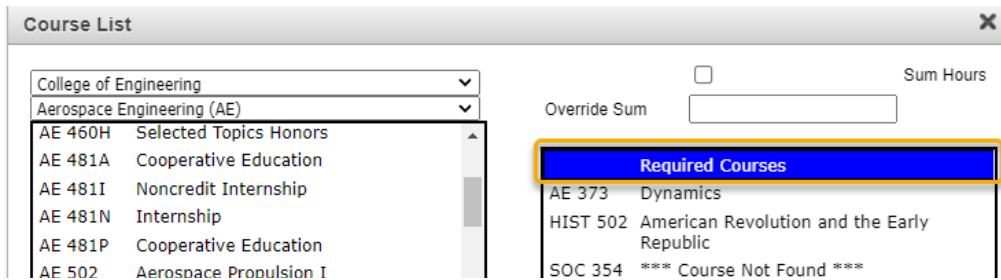 Course List
College of Engineering
Aerospace Engineering (AE)
AE 460H Selected Topics Honors
AE 481A Cooperative Education
AE 481I Noncredit Internship
AE 481N Internship
AE 481P Cooperative Education
AE 502 Aerospace Propulsion I
Sum Hours
Override Sum
Required Courses
AE 373 Dynamics
HIST 502 American Revolution and the Early
Republic
SOC 354 *** Course Not Found ***